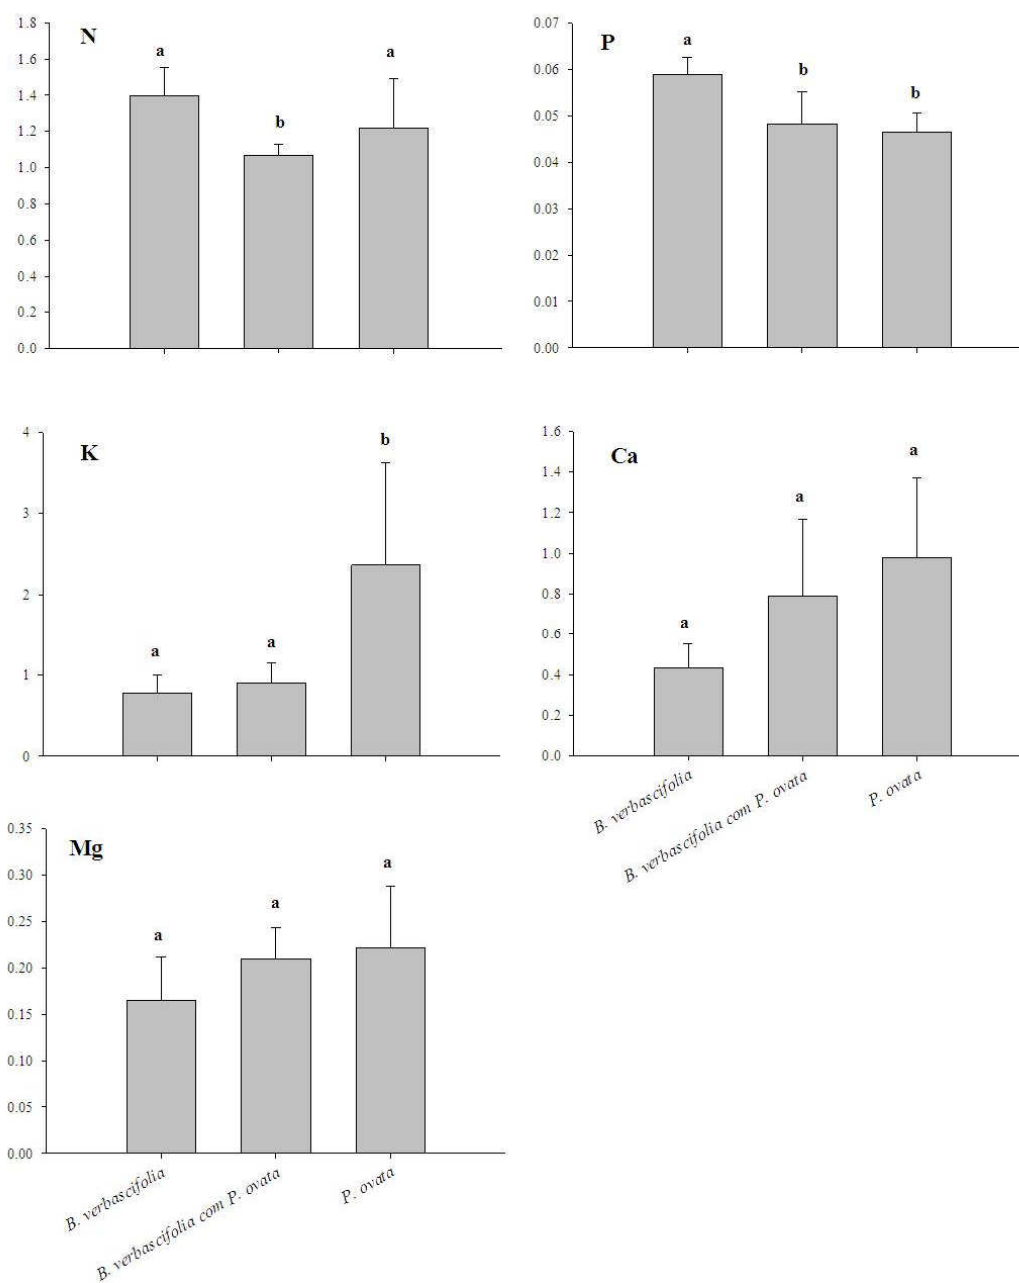 N
1.8
1.6
1.4
1.2
1.0
0.8
0.6
0.4
0.2
0.0
a
b
a
P
0.07
0.06
0.05
0.04
0.03
0.02
0.01
0.00
a
b
b
K
4
3
2
1
0
a
a
b
Ca
1.6
1.4
1.2
1.0
0.8
0.6
0.4
0.2
0.0
a
a
a
B. verbascifolia
B. verbascifolia com P. ovata
P. ovata
Mg
0.35
0.30
0.25
0.20
0.15
0.10
0.05
0.00
a
a
a
B. verbascifolia
B. verbascifolia com P. ovata
P. ovata